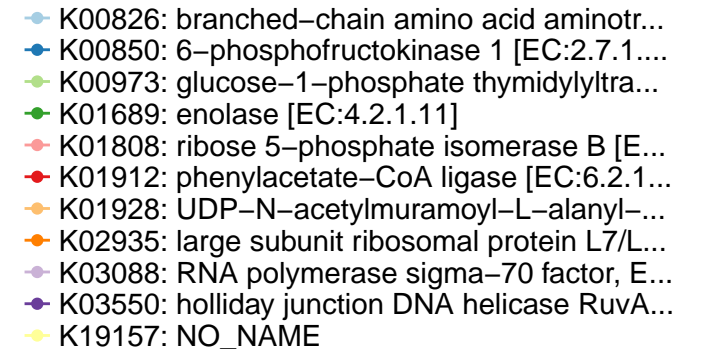 K00826: branched−chain amino acid aminotr...
K00850: 6−phosphofructokinase 1 [EC:2.7.1....
K00973: glucose−1−phosphate thymidylyltra...
K01689: enolase [EC:4.2.1.11]
K01808: ribose 5−phosphate isomerase B [E...
K01912: phenylacetate−CoA ligase [EC:6.2.1...
K01928: UDP−N−acetylmuramoyl−L−alanyl−...
K02935: large subunit ribosomal protein L7/L...
K03088: RNA polymerase sigma−70 factor, E...
K03550: holliday junction DNA helicase RuvA...
K19157: NO_NAME